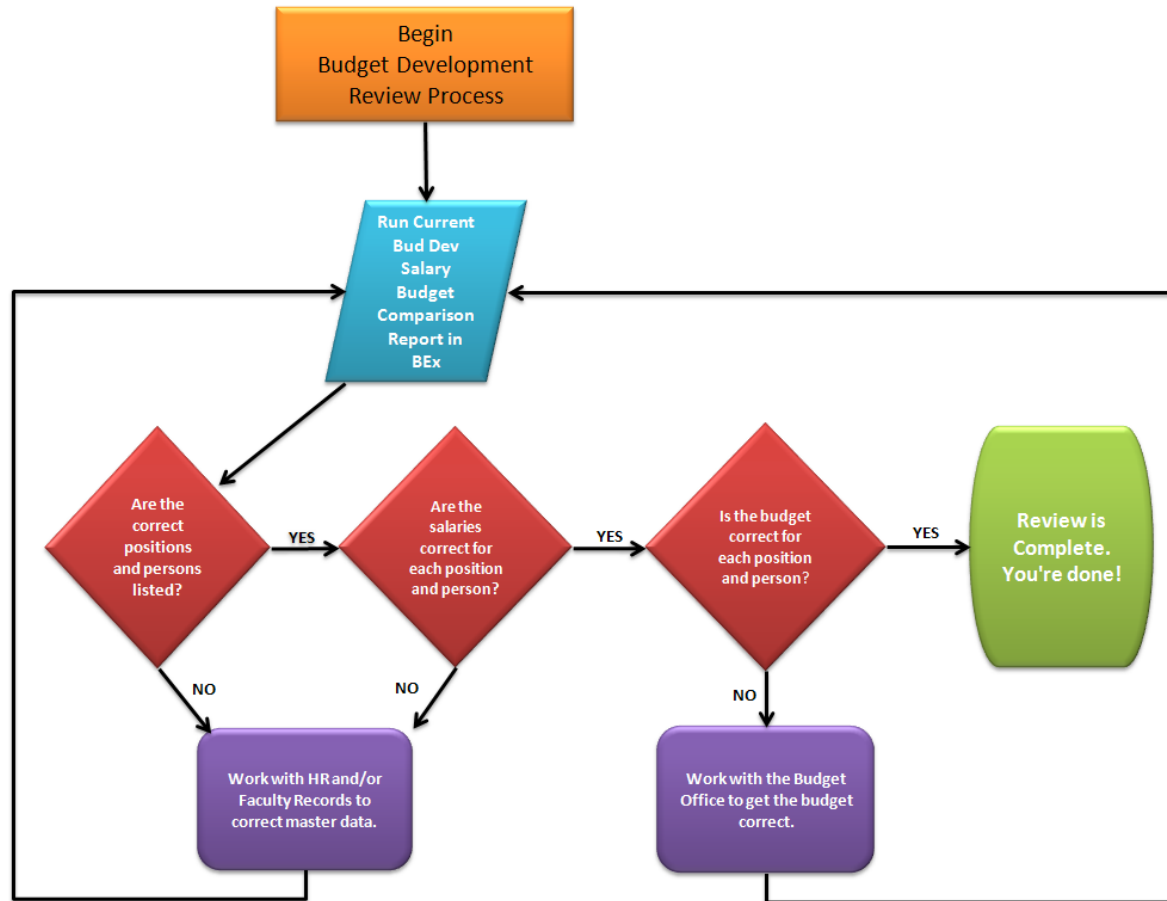 Begin
Budget Development
Review Process
Run Current
Bud Dev
Salary
Budget
Comparison
Report in
BEx
Are the
correct
positions
and persons
listed?
YES
Are the
salaries
correct for
each position
and person?
YES
Is the budget
correct for
each position
and person?
YES
Review is
Complete.
You're done!
NO
NO
NO
Work with HR and/or
Faculty Records to
correct master data.
Work with the Budget
Office to get the budget
correct.